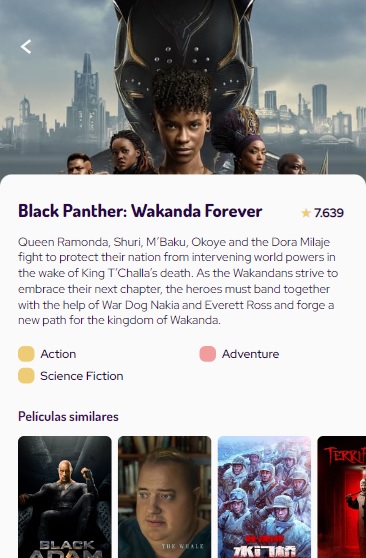 Black Panther: Wakanda Forever
7.639
Queen Ramonda, Shuri, M'Baku, Okoye and the Dora Milaje
fight to protect their nation from intervening world powers in
the wake of King T'Challa's death. As the Wakandans strive to
embrace their next chapter, the heroes must band together
with the help of War Dog Nakia and Everett Ross and forge a
new path for the kingdom of Wakanda.
Action
Adventure
Science Fiction
Películas similares
BLACK
ADAM
THE WHALE
TERRIF